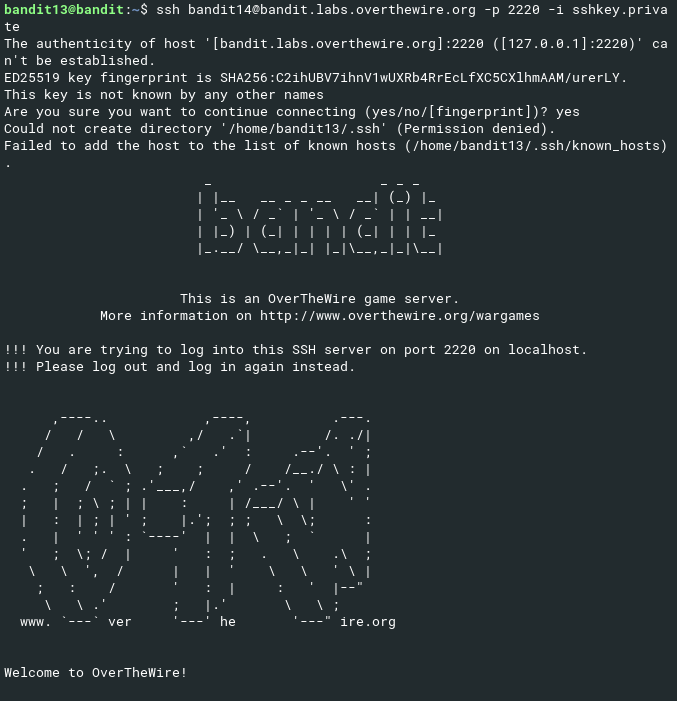 bandit13@bandit:~$ ssh bandit14@bandit.labs.overthewire.org -p 2220 -i sshkey.priva
te
The authenticity of host '[bandit.labs.overthewire.org]:2220 ([127.0.0.1]:2220)' ca
n't be established.
ED25519 key fingerprint is SHA256:C2ihUBV7ihnV1wUXRb4RrEcLfXC5CXlhmAAM/urerLY.
This key is not known by any other names
Are you sure you want to continue connecting (yes/no/[fingerprint])? yes
Could not create directory '/home/bandit13/.ssh' (Permission denied).
Failed to add the host to the list of known hosts (/home/bandit13/.ssh/known_hosts)
.
bandit
This is an OverTheWire game server.
More information on http://www.overthewire.org/wargames
!!! You are trying to log into this SSH server on port 2220 on localhost.
!!! Please log out and log in again instead.
www. ver he ire.org
Welcome to OverTheWire!